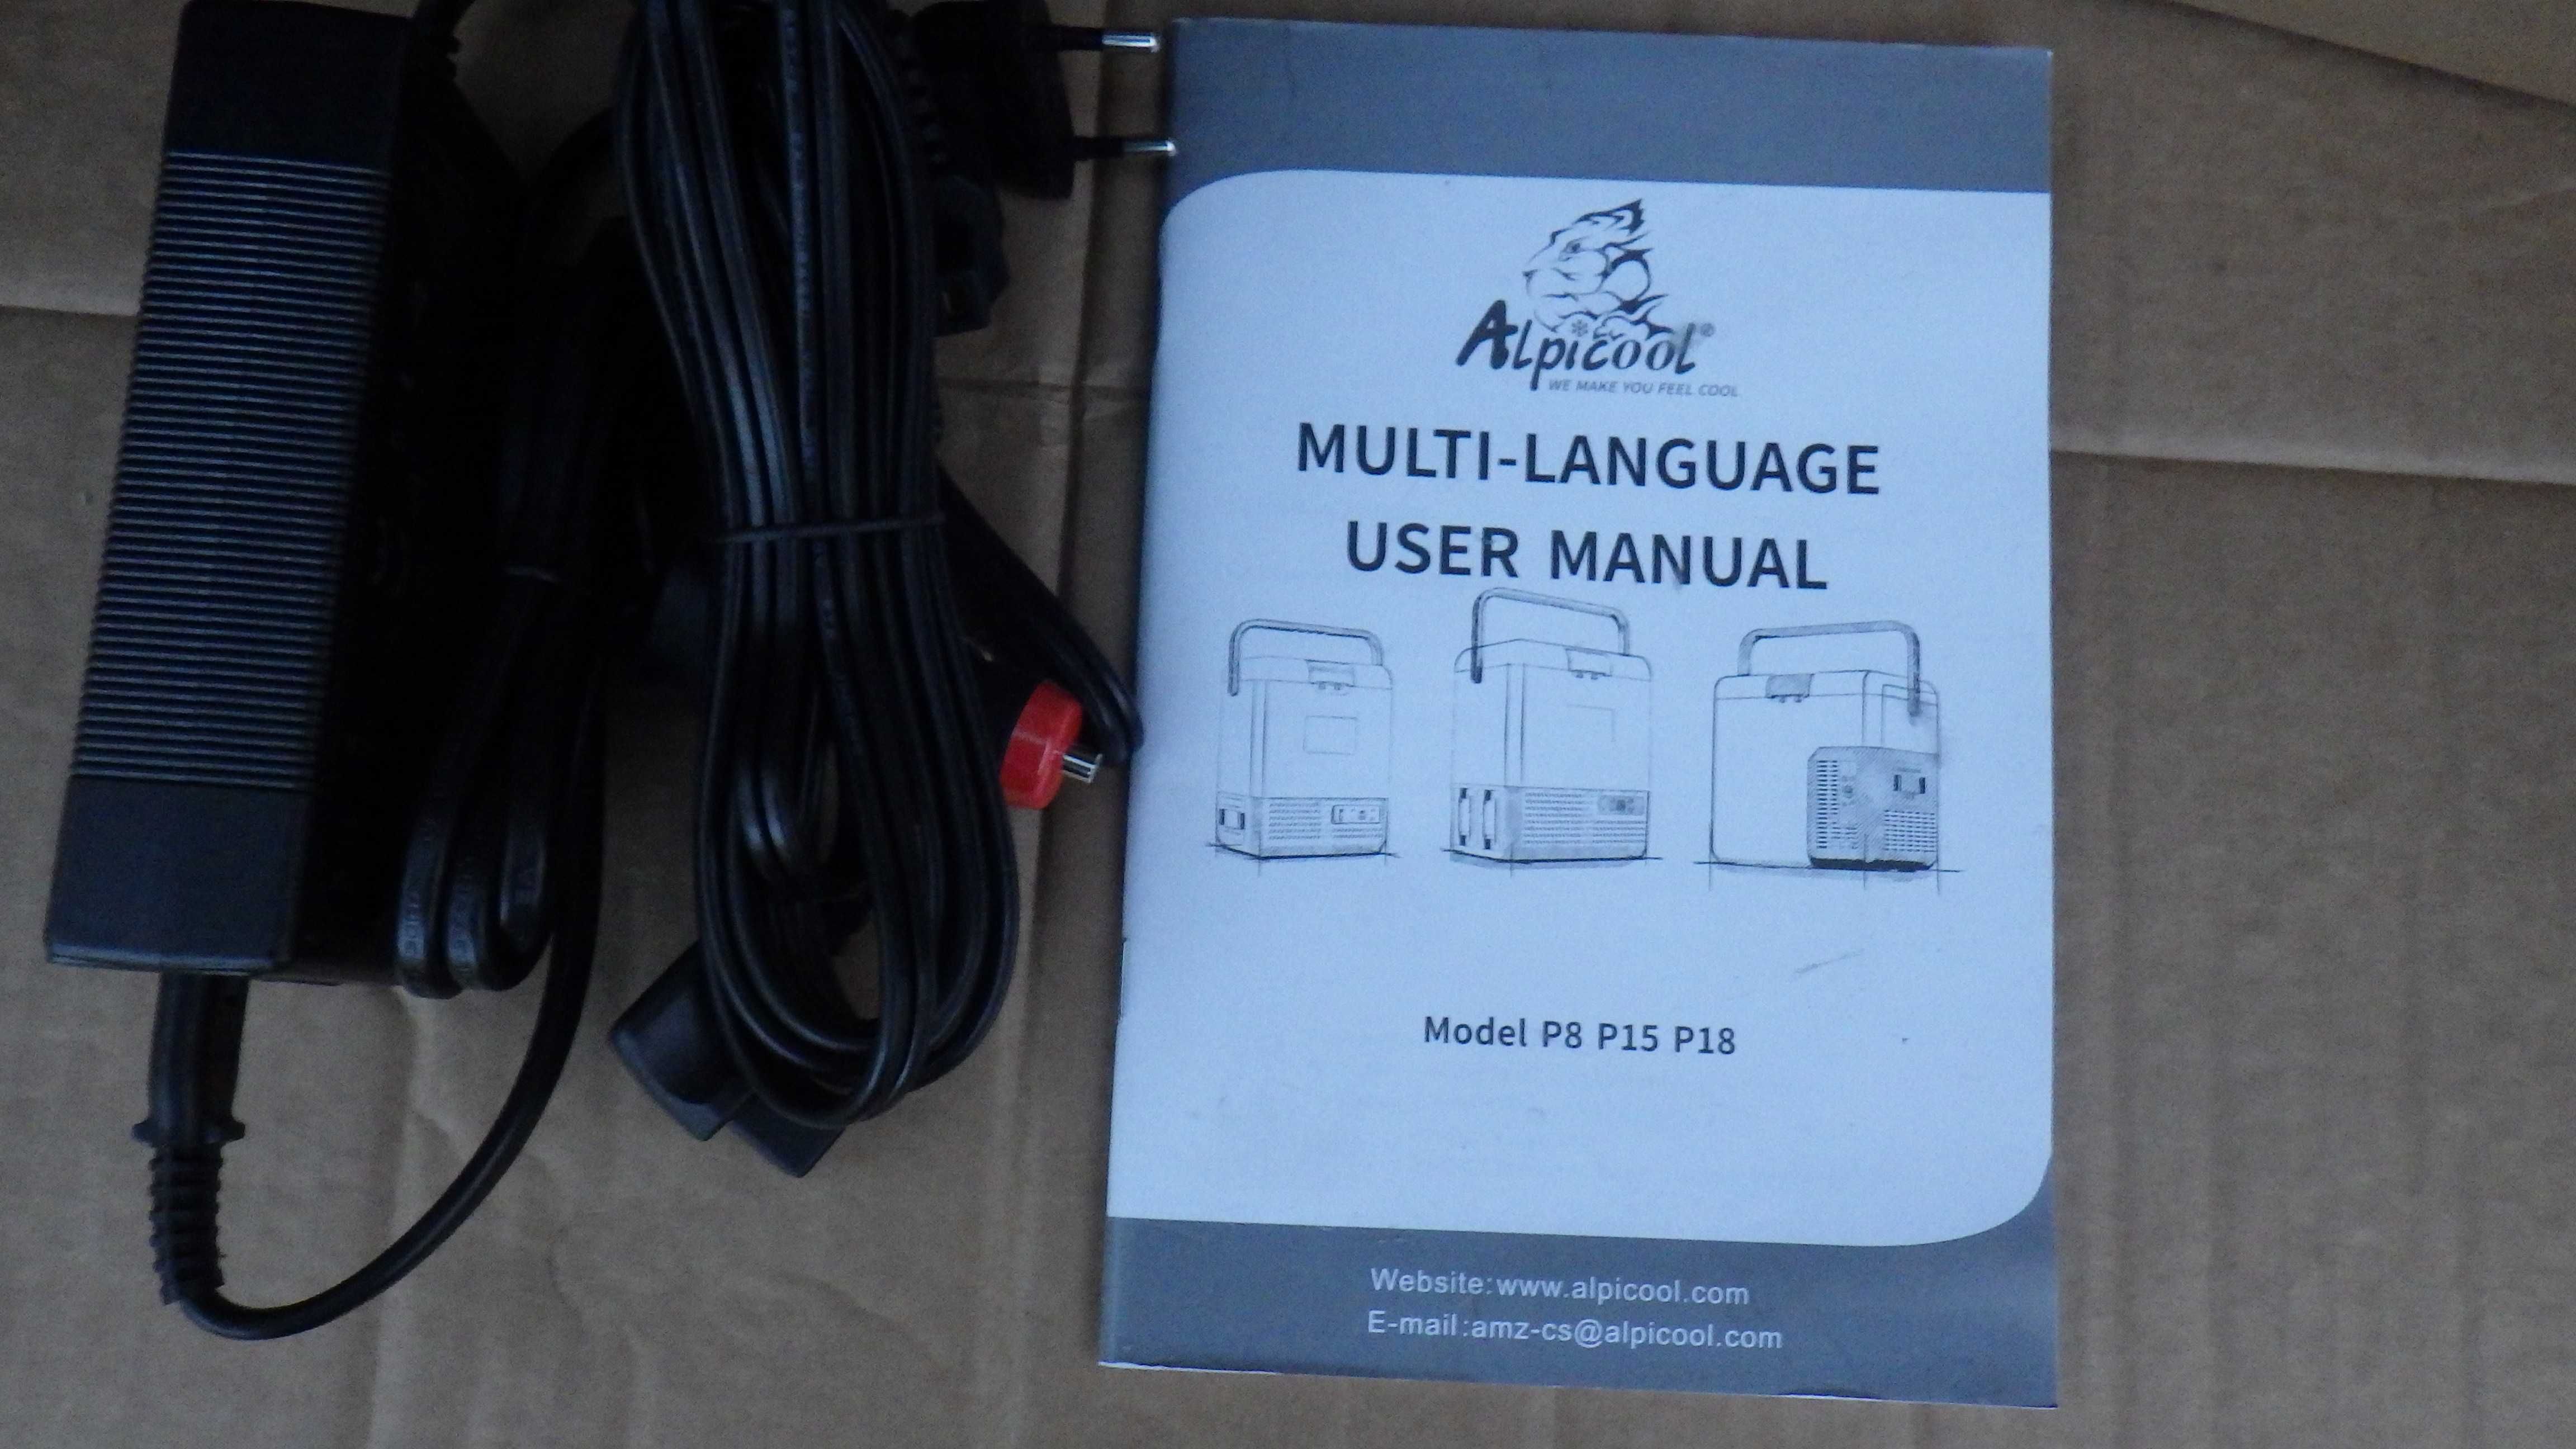 Alpicool®
WE MAKE YOU FEEL COOL
MULTI-LANGUAGE
USER MANUAL
Model P8 P15 P18
Website:www.alpicool.com
E-mail:amz-cs@alpicool.com